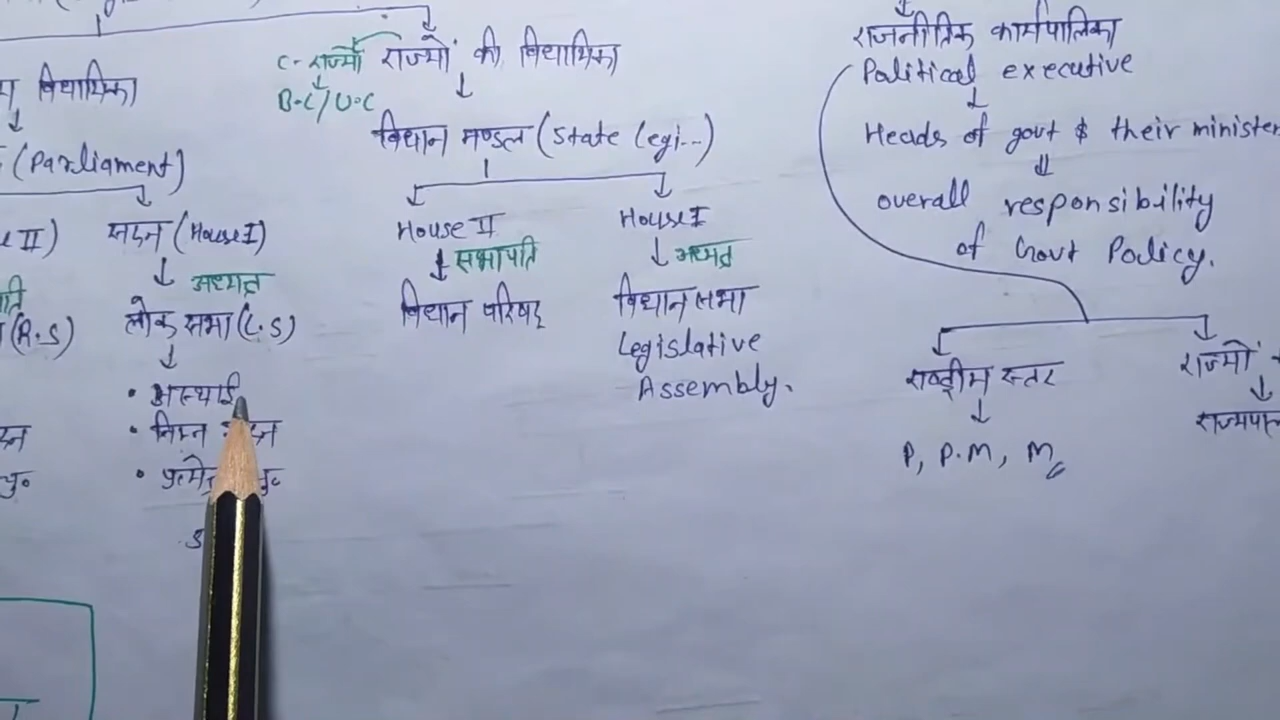 विधायिका
(Parliament)
II)
(R.S)
सदन (House I)
अध्यक्ष
लोक सभा (L.S)
• अस्थाई
• निम्न
C- राज्यों
B-C/U-C
राज्यों की विधायिका
विधान मण्डल (State Legi...)
House II
सभापति
विधान परिषद्
House I
अध्यक्ष
विधान सभा
Legislative
Assembly.
राजनीतिक कार्यपालिका
Political executive
Heads of govt & their minister
overall responsibility
of Govt Policy.
राष्ट्रीय स्तर
P, P.M, M
राज्यों